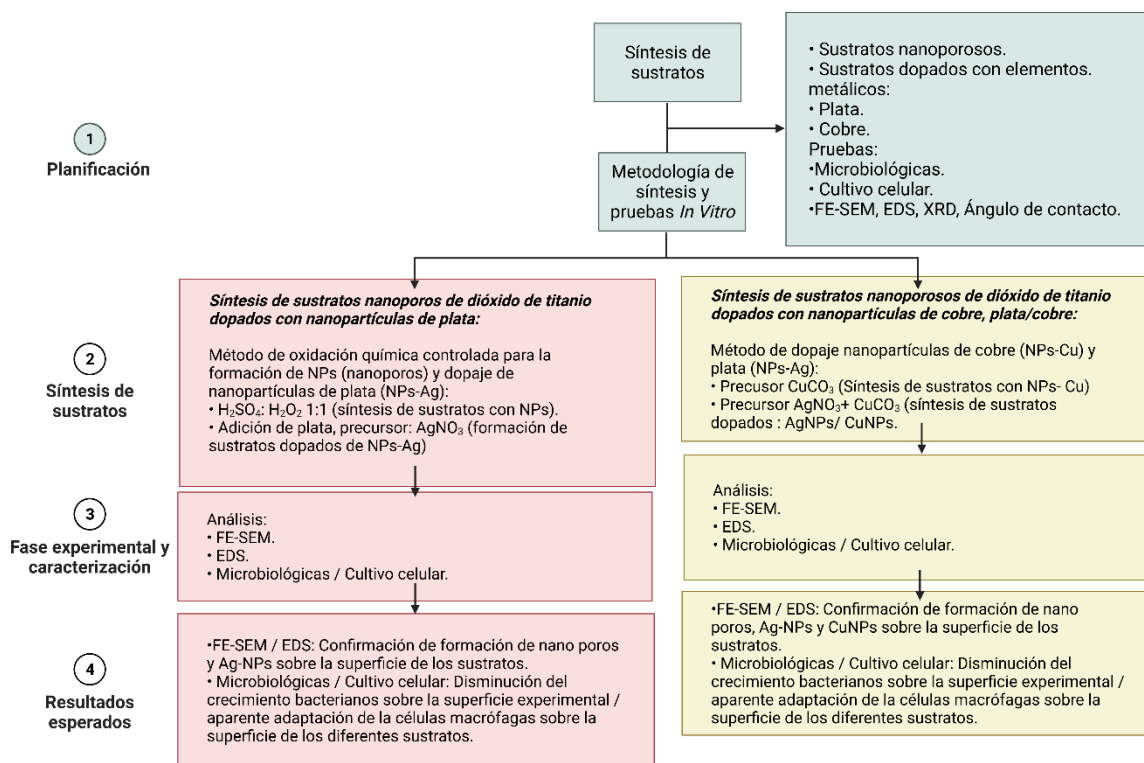 Síntesis de
sustratos
• Sustratos nanoporosos.
• Sustratos dopados con elementos.
metálicos:
• Plata.
• Cobre.
Pruebas:
•Microbiológicas.
• Cultivo celular.
•FE-SEM, EDS, XRD, Ángulo de contacto.
1
Planificación
Metodología de
síntesis y
pruebas In Vitro
2
Síntesis de
sustratos
Síntesis de sustratos nanoporos de dióxido de titanio
dopados con nanopartículas de plata:
Método de oxidación química controlada para la
formación de NPs (nanoporos) y dopaje de
nanopartículas de plata (NPs-Ag):
• H₂SO₄: H₂O₂ 1:1 (síntesis de sustratos con NPs).
• Adición de plata, precursor: AgNO₃ (formación de
sustratos dopados de NPs-Ag)
Síntesis de sustratos nanoporosos de dióxido de titanio
dopados con nanopartículas de cobre, plata/cobre:
Método de dopaje nanopartículas de cobre (NPs-Cu) y
plata (NPs-Ag):
• Precusor CuCO₃ (Síntesis de sustratos con NPs- Cu)
• Precursor AgNO₃+ CuCO₃ (síntesis de sustratos
dopados : AgNPs/ CuNPs.
3
Fase experimental y
caracterización
Análisis:
• FE-SEM.
• EDS.
• Microbiológicas / Cultivo celular.
Análisis:
• FE-SEM.
• EDS.
• Microbiológicas / Cultivo celular.
4
Resultados
esperados
•FE-SEM / EDS: Confirmación de formación de nano poros
y Ag-NPs sobre la superficie de los sustratos.
• Microbiológicas / Cultivo celular: Disminución del
crecimiento bacterianos sobre la superficie experimental /
aparente adaptación de la células macrófagas sobre la
superficie de los diferentes sustratos.
•FE-SEM / EDS: Confirmación de formación de nano
poros, Ag-NPs y CuNPs sobre la superficie de los
sustratos.
• Microbiológicas / Cultivo celular: Disminución del
crecimiento bacterianos sobre la superficie experimental /
aparente adaptación de la células macrófagas sobre la
superficie de los diferentes sustratos.